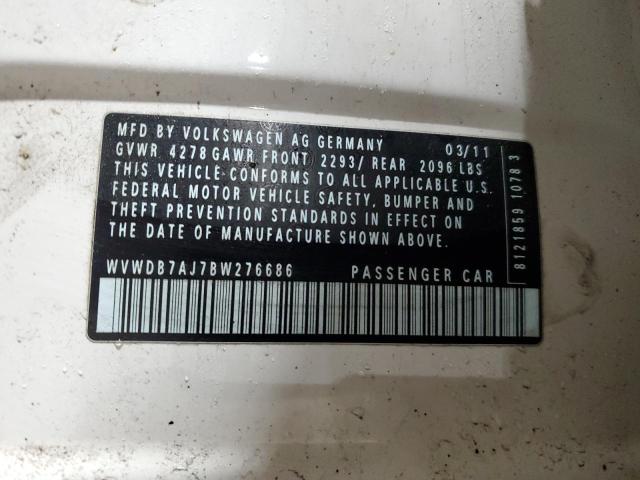 MFD BY VOLKSWAGEN AG GERMANY 03/11
GVWR 4278 GAWR FRONT 2293/ REAR 2096 LBS
THIS VEHICLE CONFORMS TO ALL APPLICABLE U.S.
FEDERAL MOTOR VEHICLE SAFETY, BUMPER AND
THEFT PREVENTION STANDARDS IN EFFECT ON
THE DATE OF MANUFACTURE SHOWN ABOVE.
WVWDB7AJ7BW276686 PASSENGER CAR
8121859 1078 3